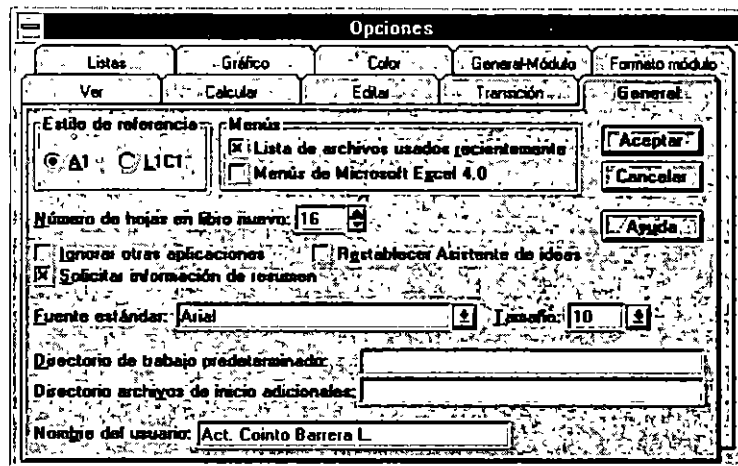 Opciones
Listas Gráfico Color General-Módulo Formato módulo
Ver Calcular Editar Transición General
Estilo de referencia Menús
A1 L1C1 Lista de archivos usados recientemente Aceptar
Menús de Microsoft Excel 4.0 Cancelar
Número de hojas en libro nuevo: 16 Ayuda
Ignorar otras aplicaciones Restablecer Asistente de ideas
Solicitar información de resumen
Fuente estándar: Arial Tamaño: 10
Directorio de trabajo predeterminado:
Directorio archivos de inicio adicionales:
Nombre del usuario: Act. Cointo Barrera L.